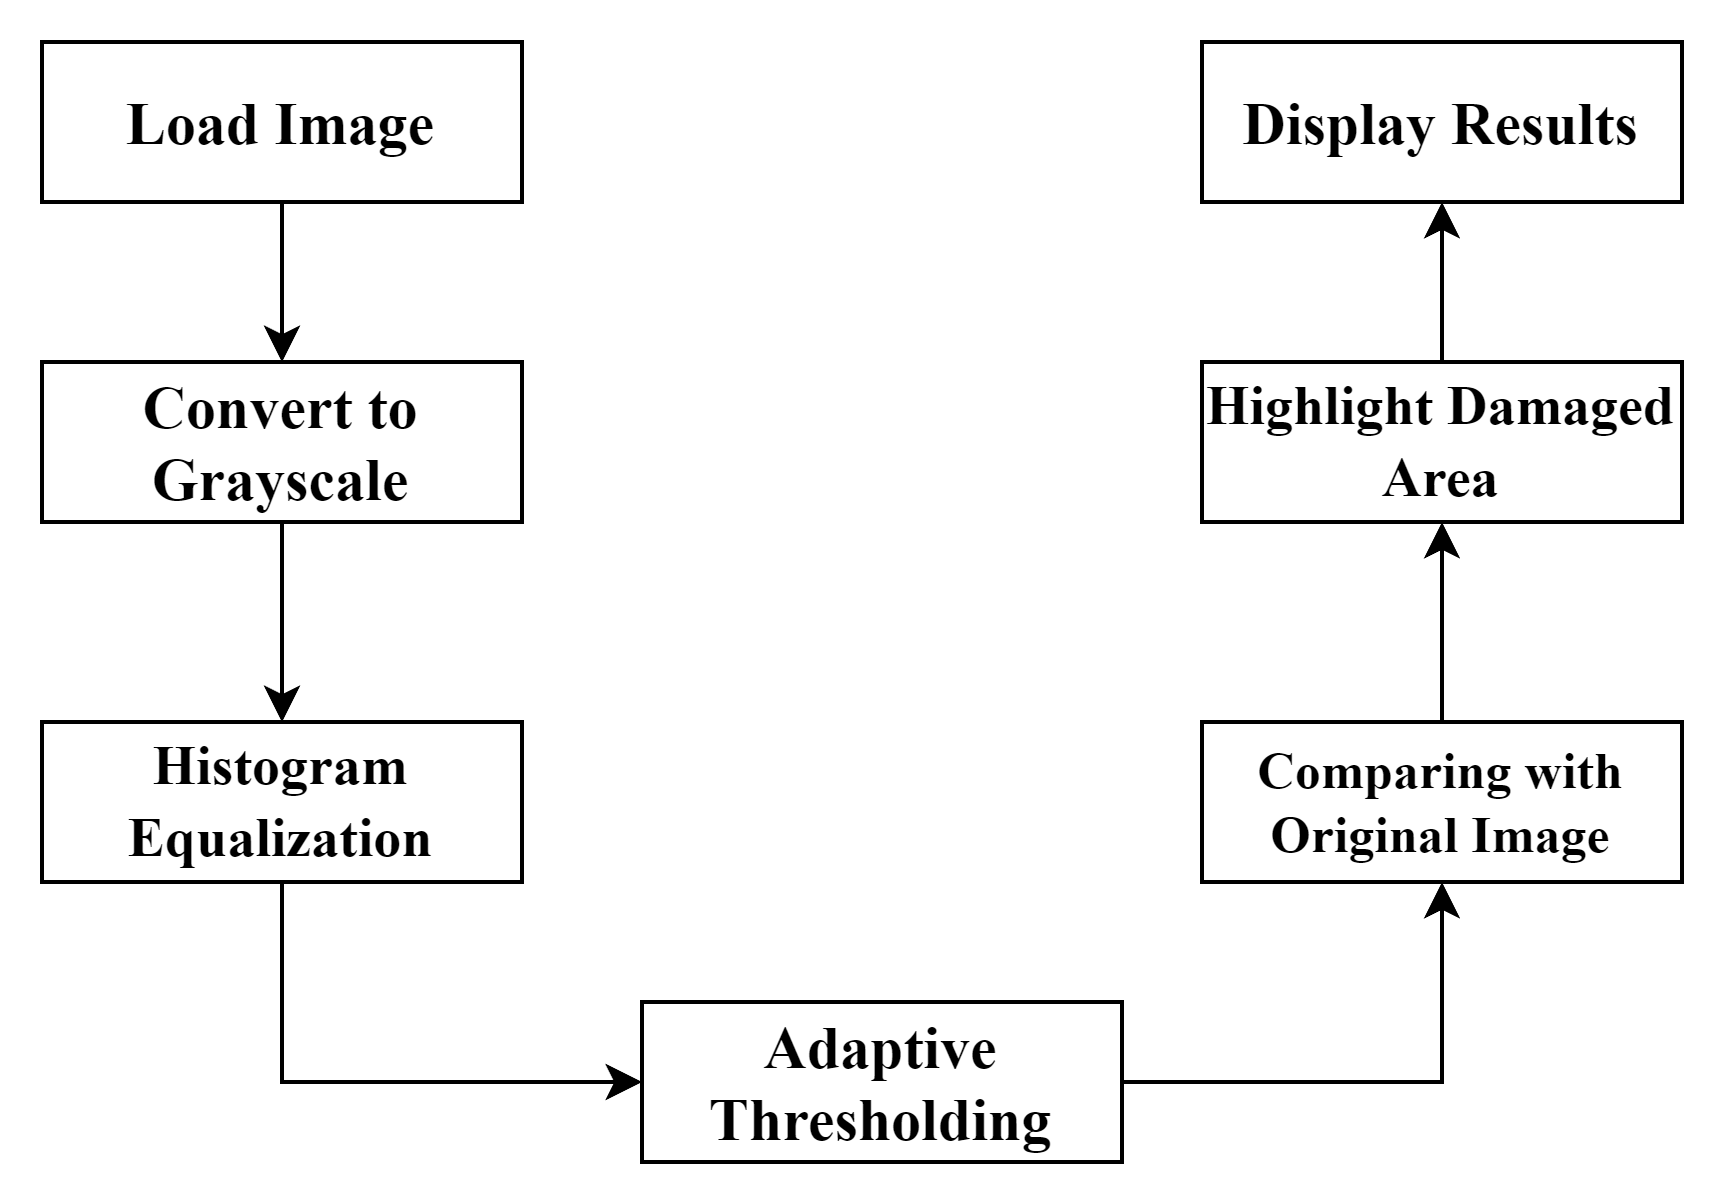 Load Image
Convert to
Grayscale
Histogram
Equalization
Adaptive
Thresholding
Comparing with
Original Image
Highlight Damaged
Area
Display Results